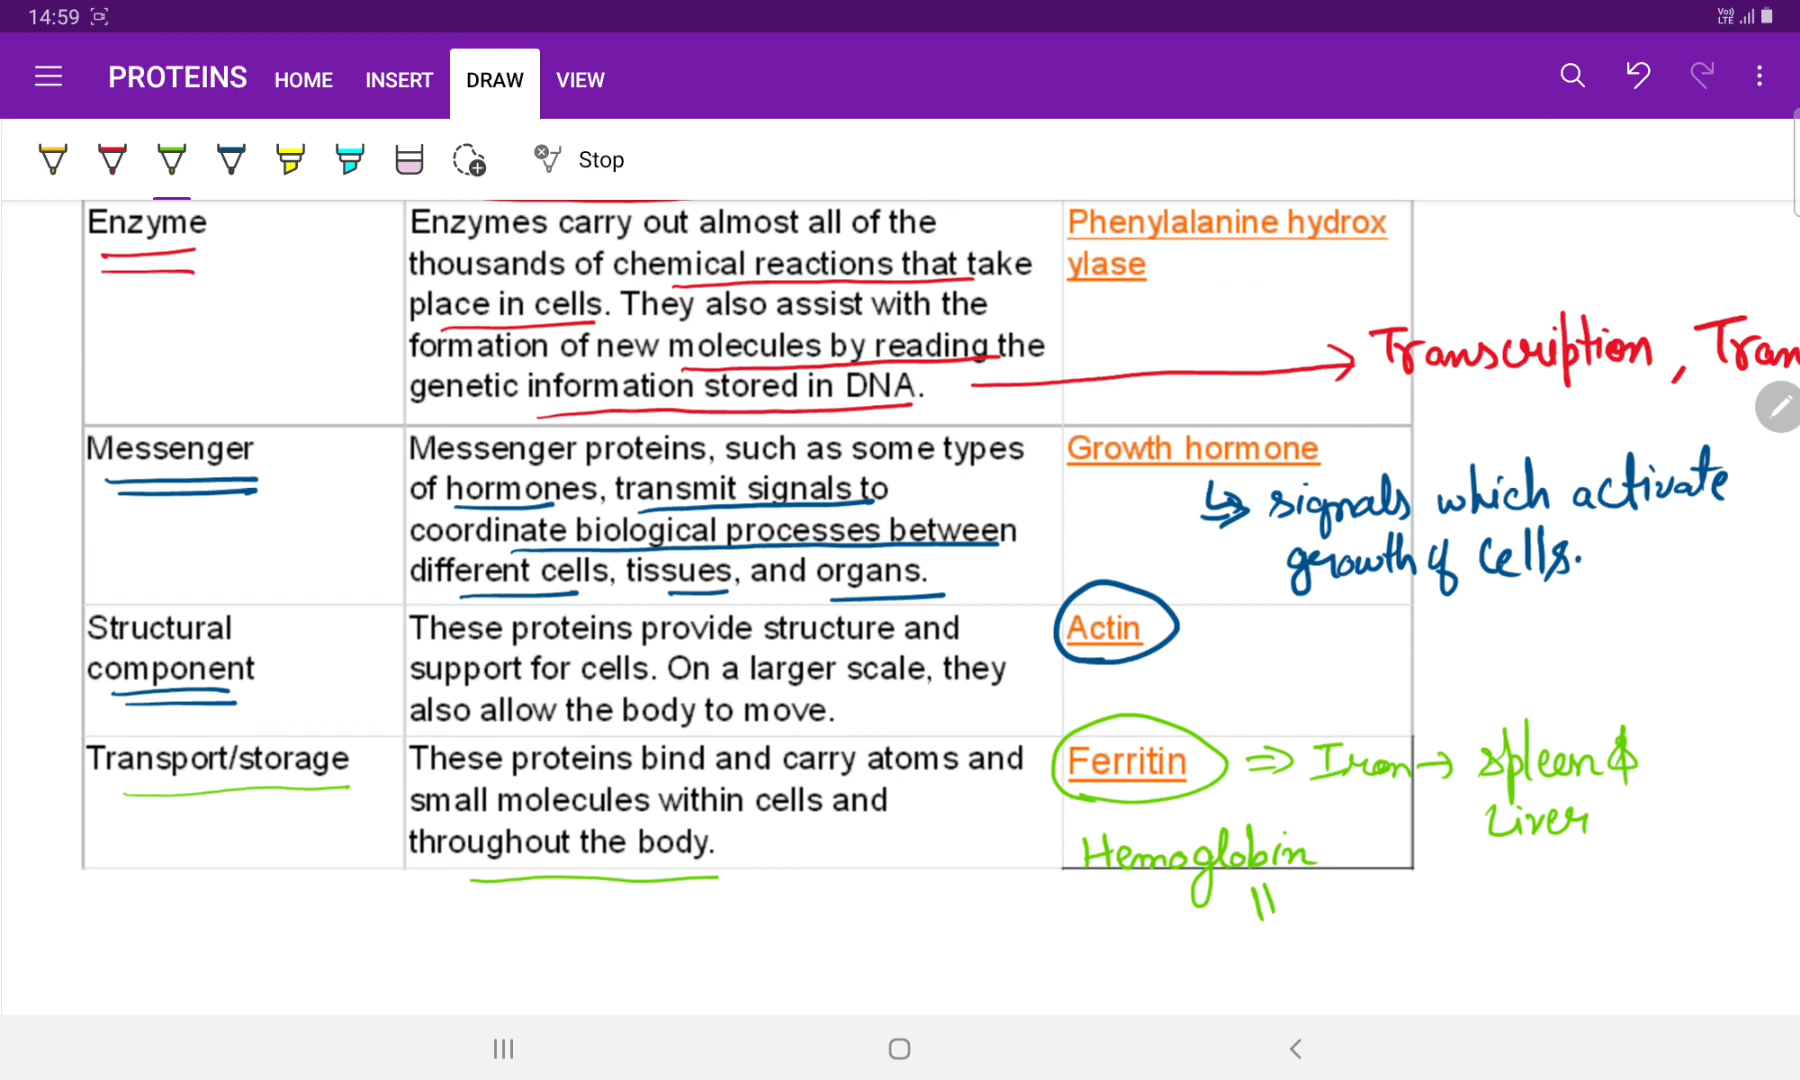 14:59
Vo))
LTE
PROTEINS HOME INSERT DRAW VIEW
Stop
Enzyme
Enzymes carry out almost all of the
thousands of chemical reactions that take
place in cells. They also assist with the
formation of new molecules by reading the
genetic information stored in DNA.
Phenylalanine hydrox
ylase
Transcription, Tran
Messenger
Messenger proteins, such as some types
of hormones, transmit signals to
coordinate biological processes between
different cells, tissues, and organs.
Growth hormone
signals which activate
growth of cells.
Structural
component
These proteins provide structure and
support for cells. On a larger scale, they
also allow the body to move.
Actin
Transport/storage
These proteins bind and carry atoms and
small molecules within cells and
throughout the body.
Ferritin ⇒ Iron → spleen &
Liver
Hemoglobin